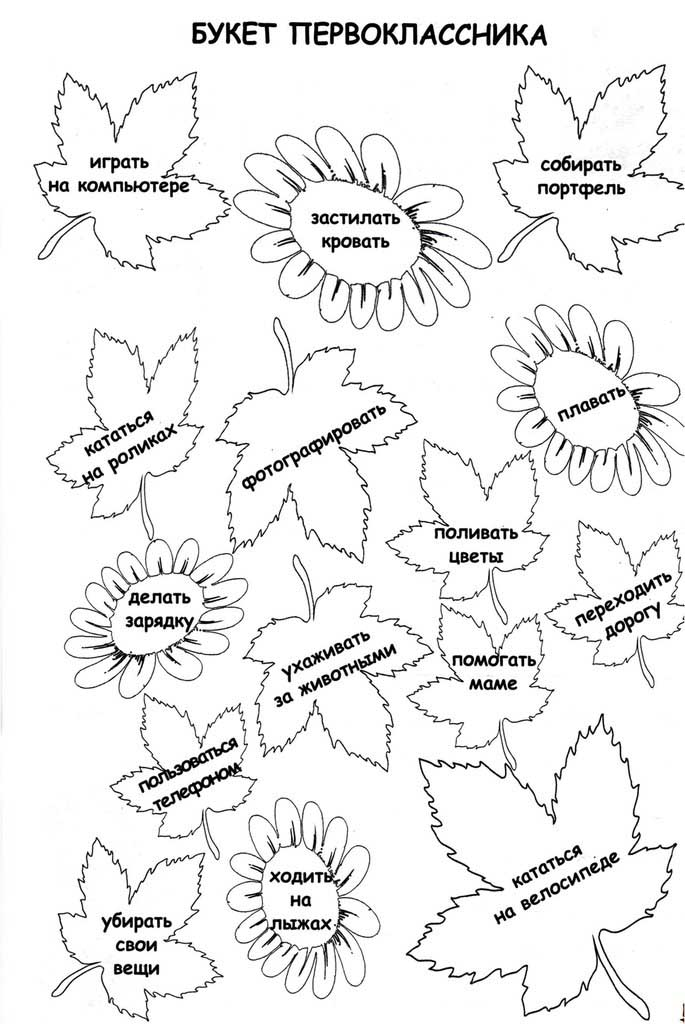 БУКЕТ ПЕРВОКЛАССНИКА
играть
на компьютере
застилать
кровать
собирать
портфель
кататься
на роликах
фотографировать
плавать
поливать
цветы
делать
зарядку
ухаживать
за животными
помогать
маме
переходить
дорогу
пользоваться
телефоном
ходить
на
лыжах
кататься
на велосипеде
убирать
свои
вещи